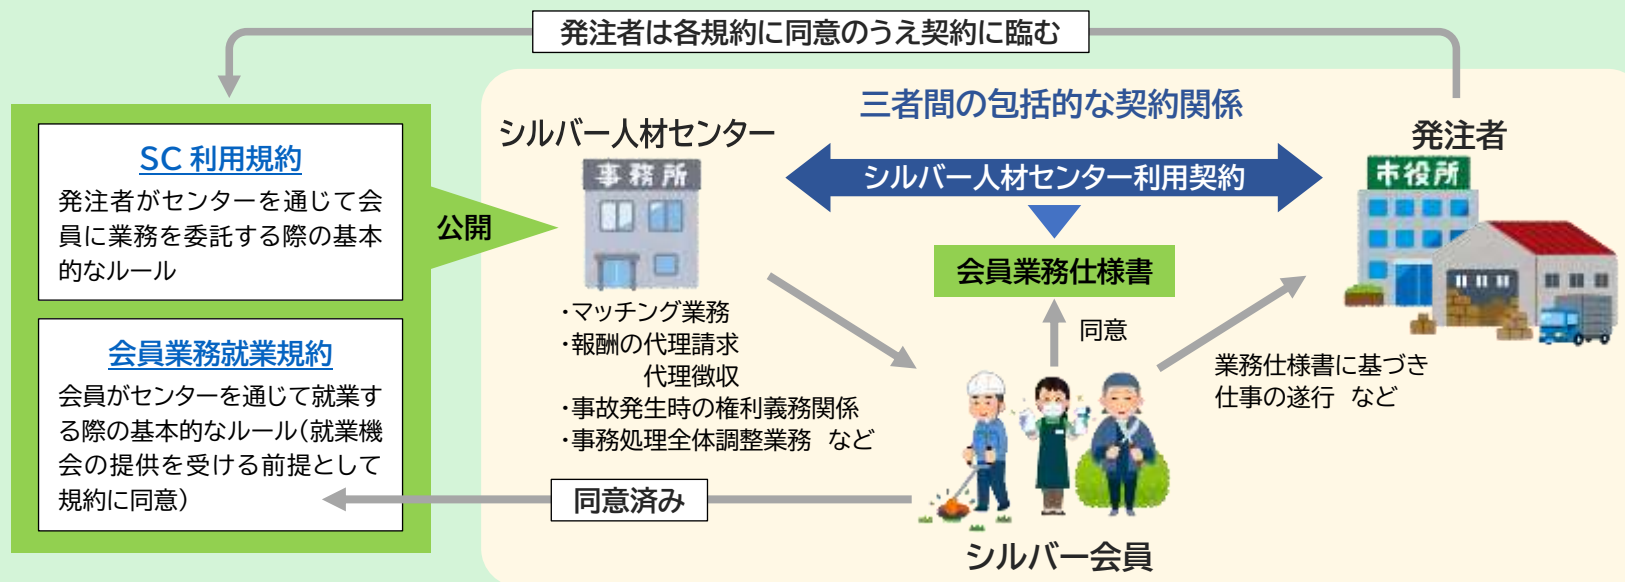 発注者は各規約に同意のうえ契約に臨む
SC 利用規約
発注者がセンターを通じて会
員に業務を委託する際の基本
的なルール
会員業務就業規約
会員がセンターを通じて就業す
る際の基本的なルール(就業機
会の提供を受ける前提として
規約に同意)
公開
三者間の包括的な契約関係
シルバー人材センター
事務所
シルバー人材センター利用契約
発注者
市役所
会員業務仕様書
・マッチング業務
・報酬の代理請求
代理徴収
・事故発生時の権利義務関係
・事務処理全体調整業務 など
同意
業務仕様書に基づき
仕事の遂行 など
同意済み
シルバー会員